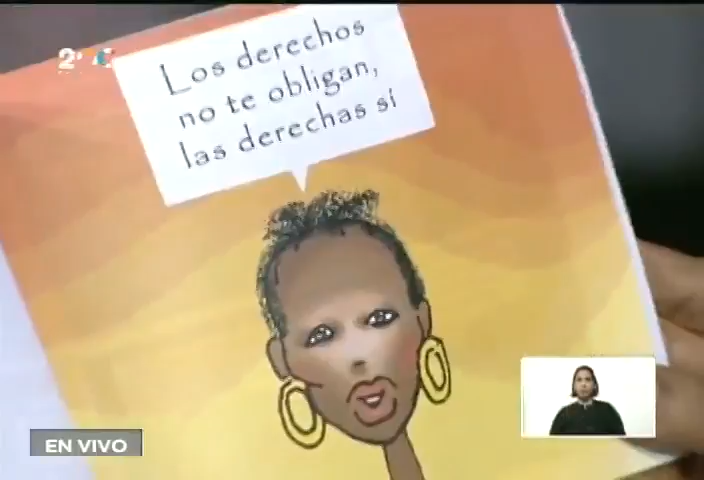 Los derechos
no te obligan,
las derechas sí
EN VIVO